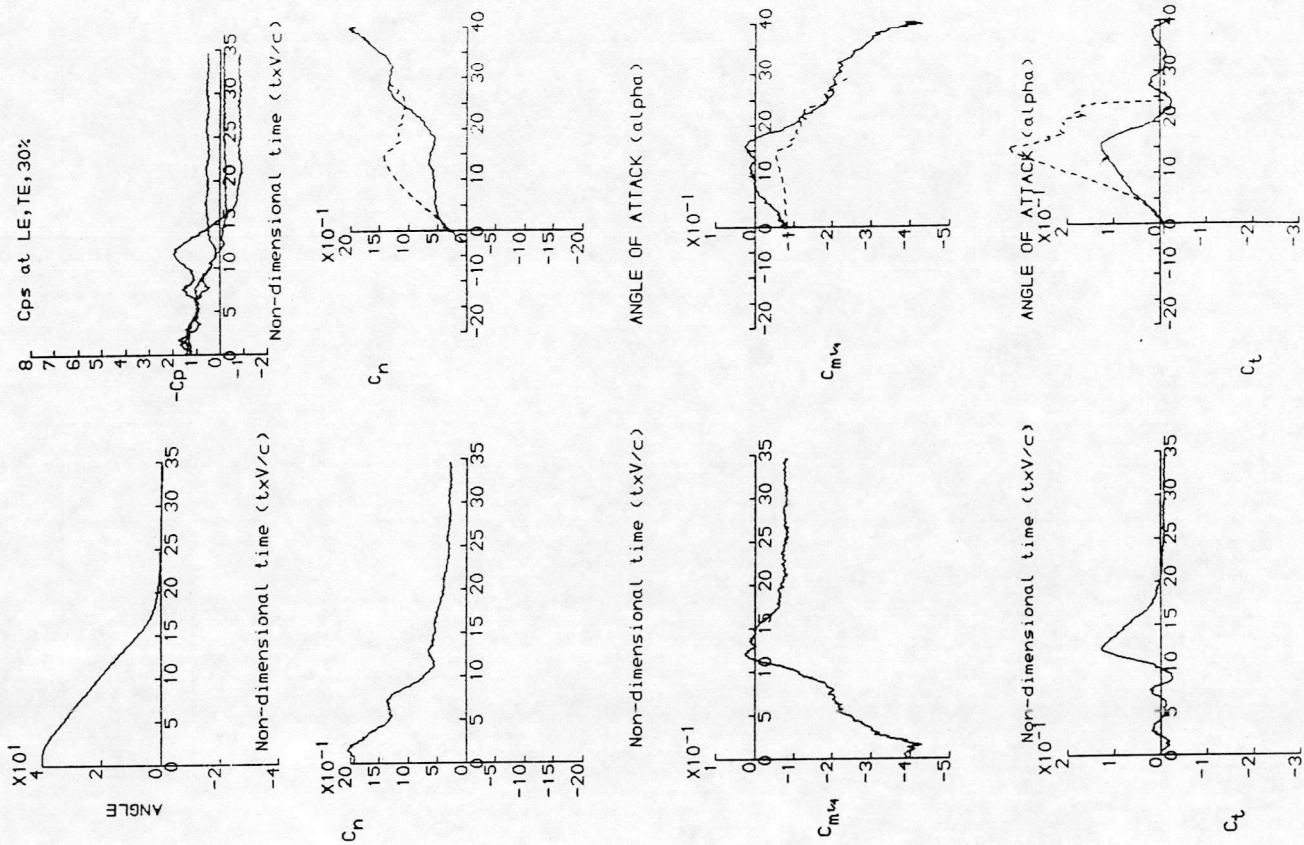 X10¹
4
2
0
-2
-4
ANGLE
5 10 15 20 25 30 35
Non-dimensional time (txV/c)
Cps at LE,TE,30%
8
7
6
5
4
3
2
1
0
-1
-2
-Cp
0 5 10 15 20 25 30 35
Non-dimensional time (txV/c)
X10⁻¹
20
15
10
5
0
-5
-10
-15
-20
Cn
5 10 15 20 25 30 35
Non-dimensional time (txV/c)
X10⁻¹
20
15
10
5
0
-5
-10
-15
-20
Cn
-20 -10 0 10 20 30 40
ANGLE OF ATTACK (alpha)
X10⁻¹
1
0
-1
-2
-3
-4
-5
Cm¼
5 10 15 20 25 30 35
Non-dimensional time (txV/c)
X10⁻¹
1
0
-1
-2
-3
-4
-5
Cm¼
-20 -10 0 10 20 30 40
ANGLE OF ATTACK (alpha)
X10⁻¹
2
1
0
-1
-2
-3
Ct
0 5 10 15 20 25 30 35
X10⁻¹
2
1
0
-1
-2
-3
Ct
-20 -10 0 10 20 30 40